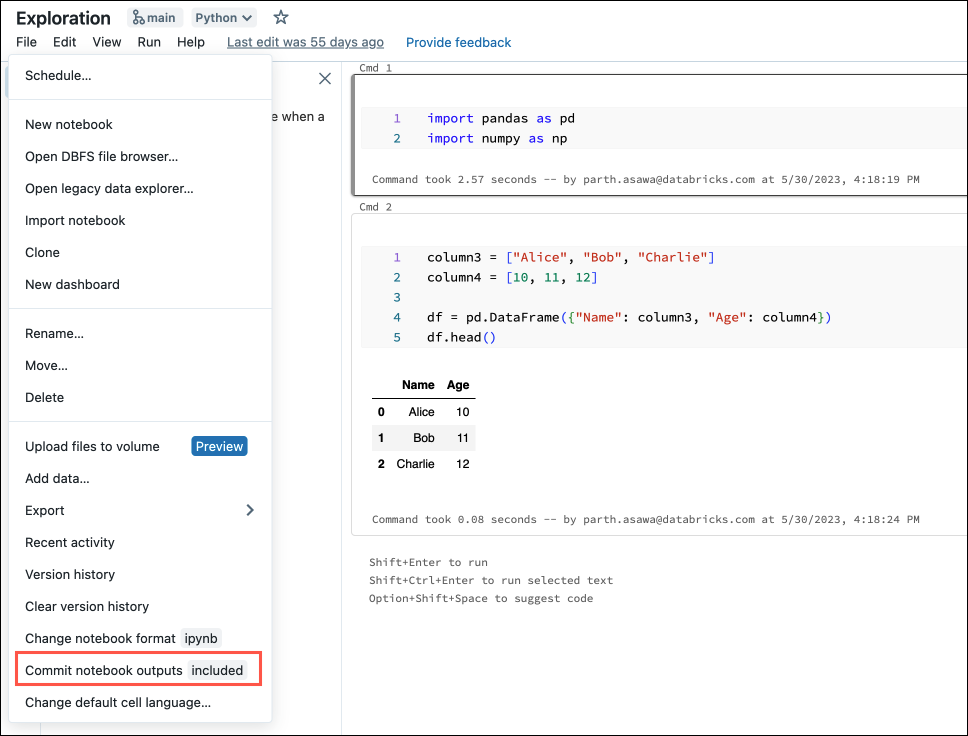 Exploration main Python
File Edit View Run Help Last edit was 55 days ago Provide feedback
Schedule...
New notebook
Open DBFS file browser...
Open legacy data explorer...
Import notebook
Clone
New dashboard
Rename...
Move...
Delete
Upload files to volume Preview
Add data...
Export
Recent activity
Version history
Clear version history
Change notebook format ipynb
Commit notebook outputs included
Change default cell language...
e when a
Cmd 1
1 import pandas as pd
2 import numpy as np
Command took 2.57 seconds -- by parth.asawa@databricks.com at 5/30/2023, 4:18:19 PM
Cmd 2
1 column3 = ["Alice", "Bob", "Charlie"]
2 column4 = [10, 11, 12]
3
4 df = pd.DataFrame({"Name": column3, "Age": column4})
5 df.head()
Name Age
0 Alice 10
1 Bob 11
2 Charlie 12
Command took 0.08 seconds -- by parth.asawa@databricks.com at 5/30/2023, 4:18:24 PM
Shift+Enter to run
Shift+Ctrl+Enter to run selected text
Option+Shift+Space to suggest code